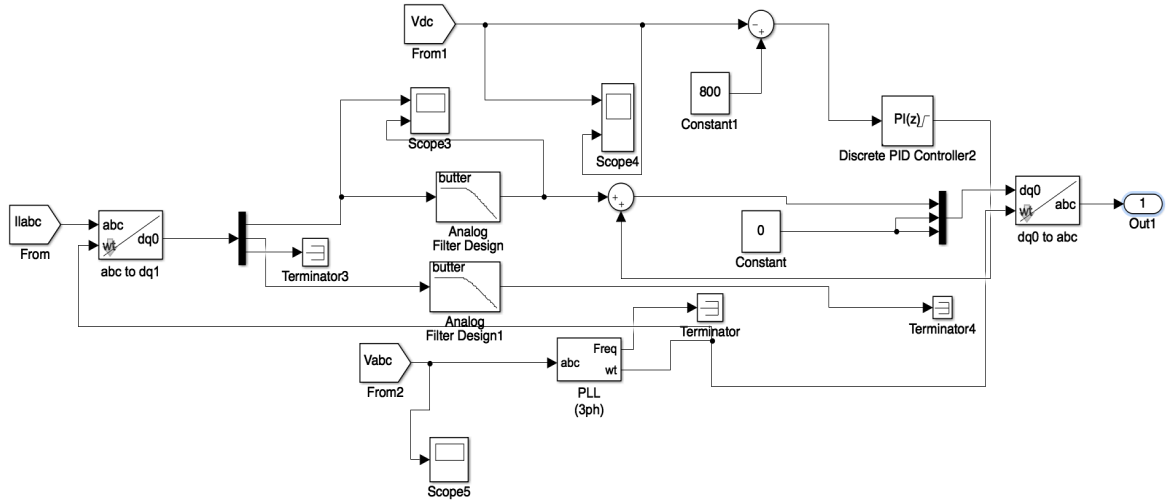 Vdc
From1
-
+
800
Constant1
PI(z)
Discrete PID Controller2
Scope3
Scope4
butter
Analog
Filter Design
+
+
0
Constant
dq0
wt
abc
dq0 to abc
1
Out1
Ilabc
From
abc
wt
dq0
abc to dq1
Terminator3
butter
Analog
Filter Design1
Terminator
Terminator4
Vabc
From2
abc
Freq
wt
PLL
(3ph)
Scope5